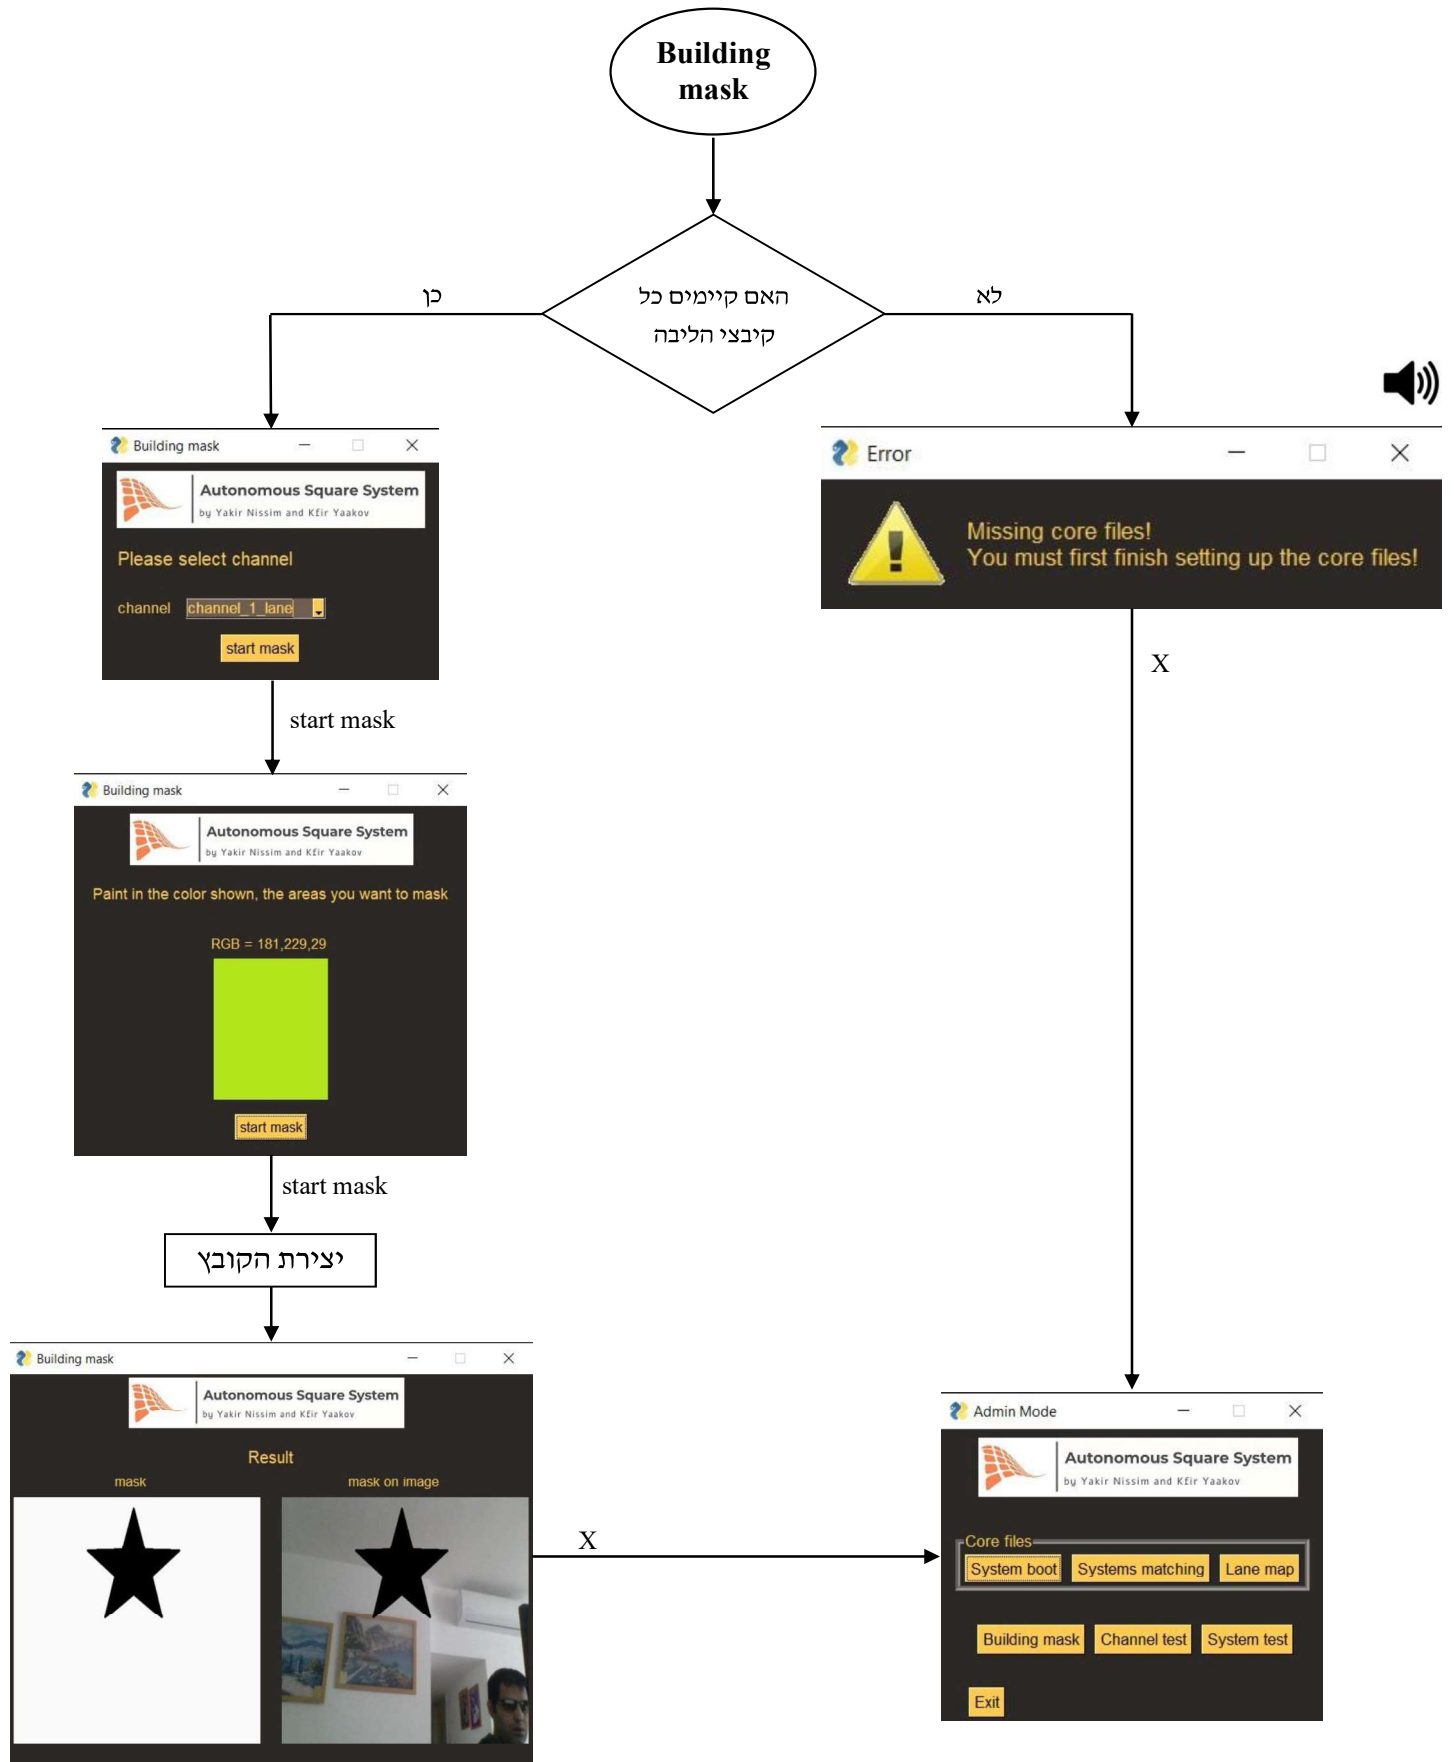 Building
mask
האם קיימים כל
קיבצי הליבה
כן
לא
Building mask
Autonomous Square System
by Yakir Nissim and Kfir Yaakov
Please select channel
channel channel_1_lane
start mask
Error
Missing core files!
You must first finish setting up the core files!
X
start mask
Building mask
Autonomous Square System
by Yakir Nissim and Kfir Yaakov
Paint in the color shown, the areas you want to mask
RGB = 181,229,29
start mask
start mask
יצירת הקובץ
Building mask
Autonomous Square System
by Yakir Nissim and Kfir Yaakov
Result
mask mask on image
X
Admin Mode
Autonomous Square System
by Yakir Nissim and Kfir Yaakov
Core files
System boot Systems matching Lane map
Building mask Channel test System test
Exit